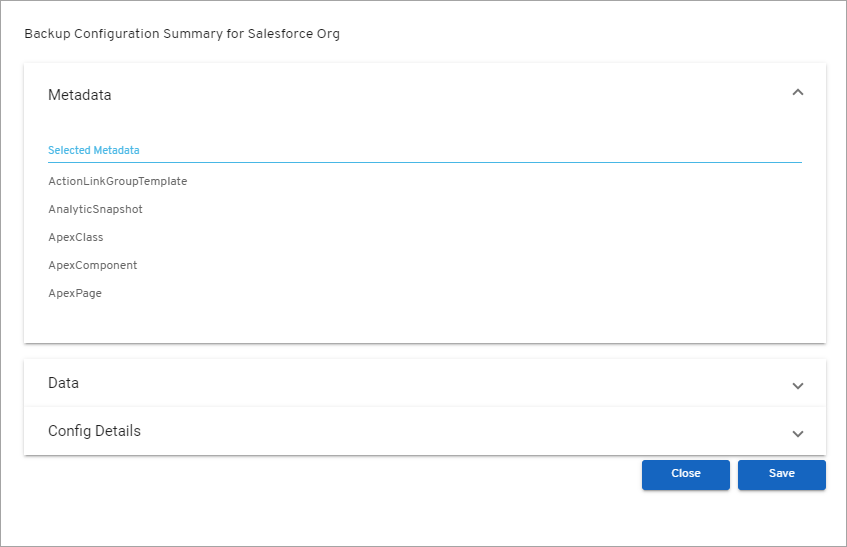 Backup Configuration Summary for Salesforce Org
Metadata
Selected Metadata
ActionLinkGroupTemplate
AnalyticSnapshot
ApexClass
ApexComponent
ApexPage
Data
Config Details
Close Save